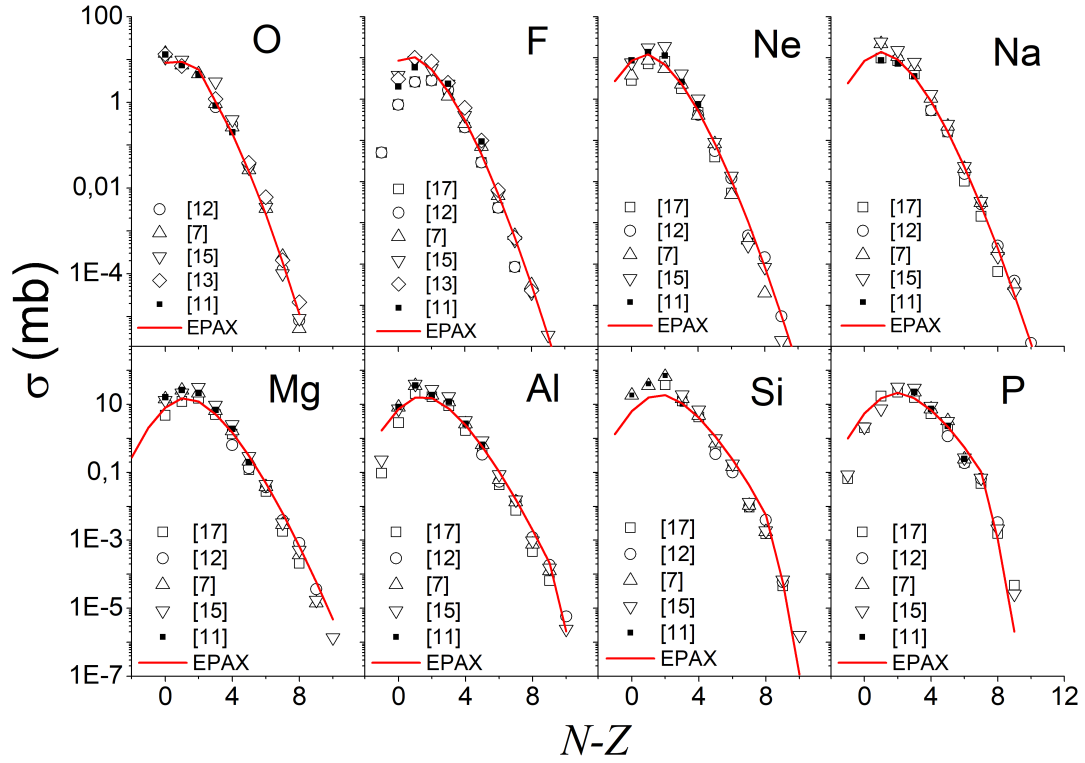 100
1
0,01
1E-4
O
[12]
[7]
[15]
[13]
[11]
EPAX
F
[17]
[12]
[7]
[15]
[13]
[11]
EPAX
Ne
[17]
[12]
[7]
[15]
[11]
EPAX
Na
[17]
[12]
[7]
[15]
[11]
EPAX
σ (mb)
10
0,1
1E-3
1E-5
1E-7
Mg
[17]
[12]
[7]
[15]
[11]
EPAX
Al
[17]
[12]
[7]
[15]
[11]
EPAX
Si
[17]
[12]
[7]
[15]
[11]
EPAX
P
[17]
[12]
[7]
[15]
[11]
EPAX
0 4 8 0 4 8 0 4 8 0 4 8 12
N-Z